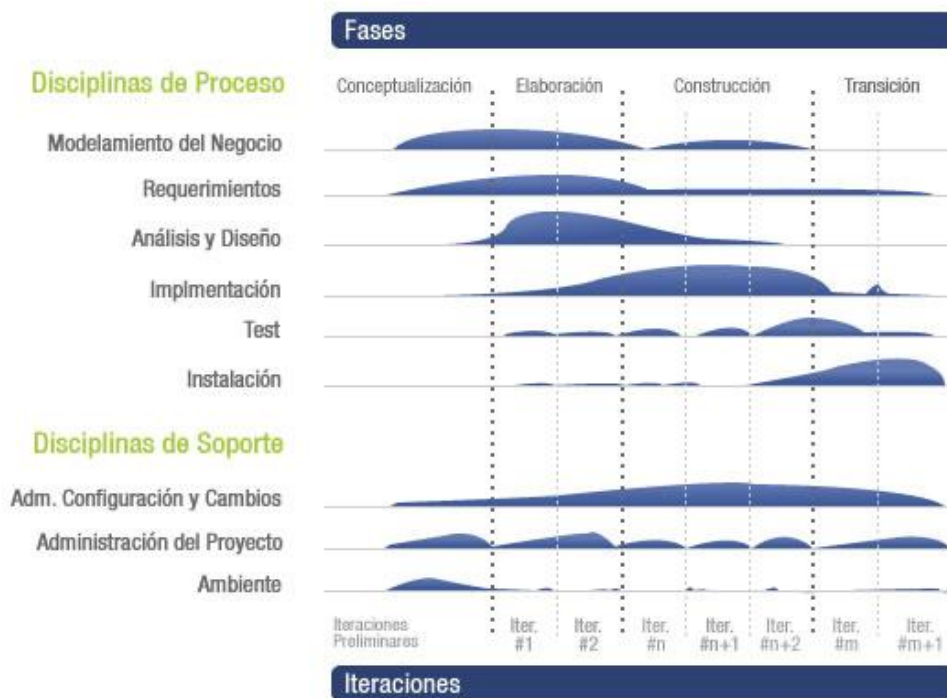 Fases
Disciplinas de Proceso
Conceptualización
Elaboración
Construcción
Transición
Modelamiento del Negocio
Requerimientos
Análisis y Diseño
Implmentación
Test
Instalación
Disciplinas de Soporte
Adm. Configuración y Cambios
Administración del Proyecto
Ambiente
Iteraciones
Preliminares
Iter.
#1
Iter.
#2
Iter.
#n
Iter.
#n+1
Iter.
#n+2
Iter.
#m
Iter.
#m+1
Iteraciones